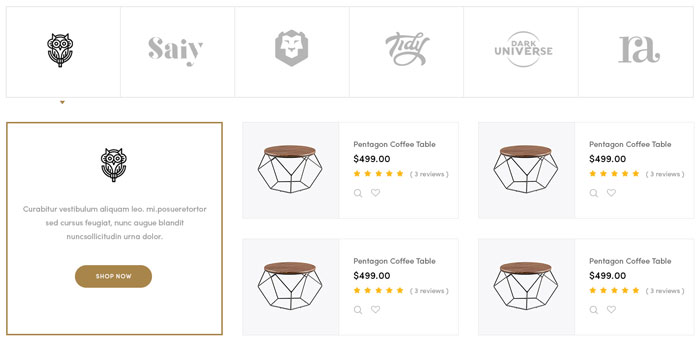 Saiy
Tidy
DARK
UNIVERSE
ra
Curabitur vestibulum aliquam leo. mi.posueretortor
sed cursus feugiat, nunc augue blandit
nuncsollicitudin urna dolor.
SHOP NOW
Pentagon Coffee Table
$499.00
( 3 reviews )
Pentagon Coffee Table
$499.00
( 3 reviews )
Pentagon Coffee Table
$499.00
( 3 reviews )
Pentagon Coffee Table
$499.00
( 3 reviews )